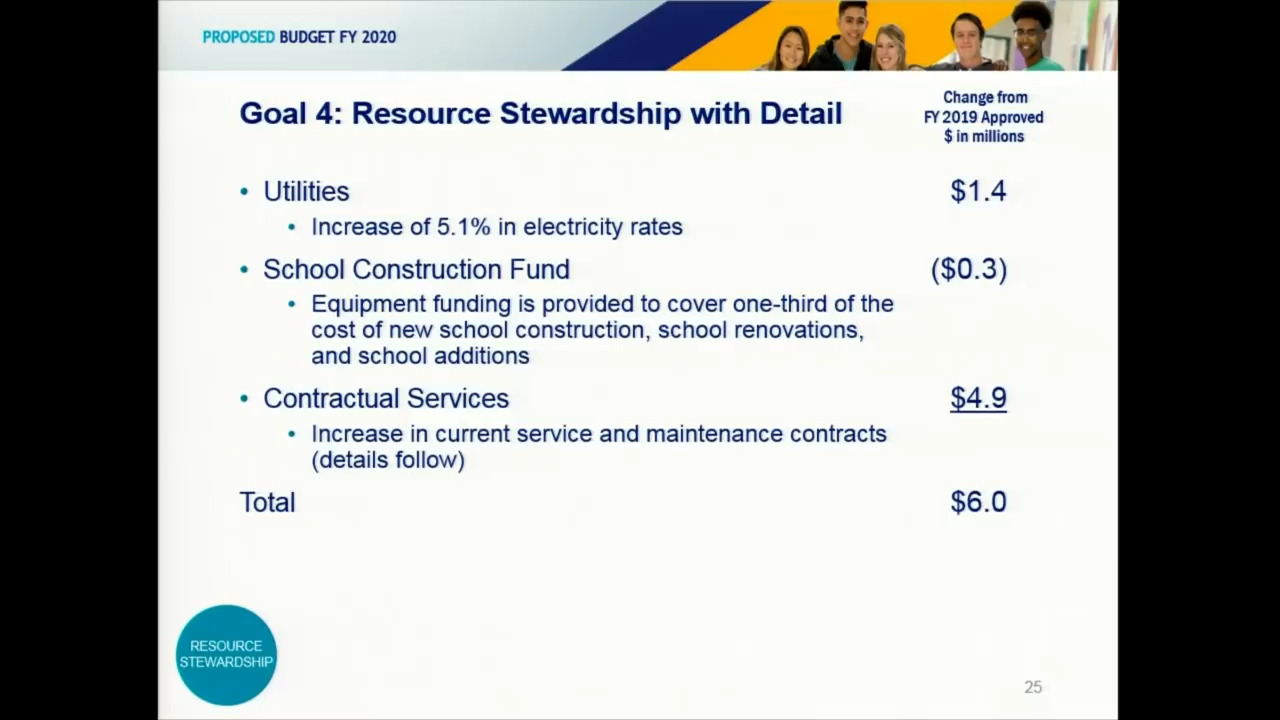 PROPOSED BUDGET FY 2020
Goal 4: Resource Stewardship with Detail
Change from
FY 2019 Approved
$ in millions
• Utilities $1.4
• Increase of 5.1% in electricity rates
• School Construction Fund ($0.3)
• Equipment funding is provided to cover one-third of the
cost of new school construction, school renovations,
and school additions
• Contractual Services $4.9
• Increase in current service and maintenance contracts
(details follow)
Total $6.0
RESOURCE
STEWARDSHIP
25